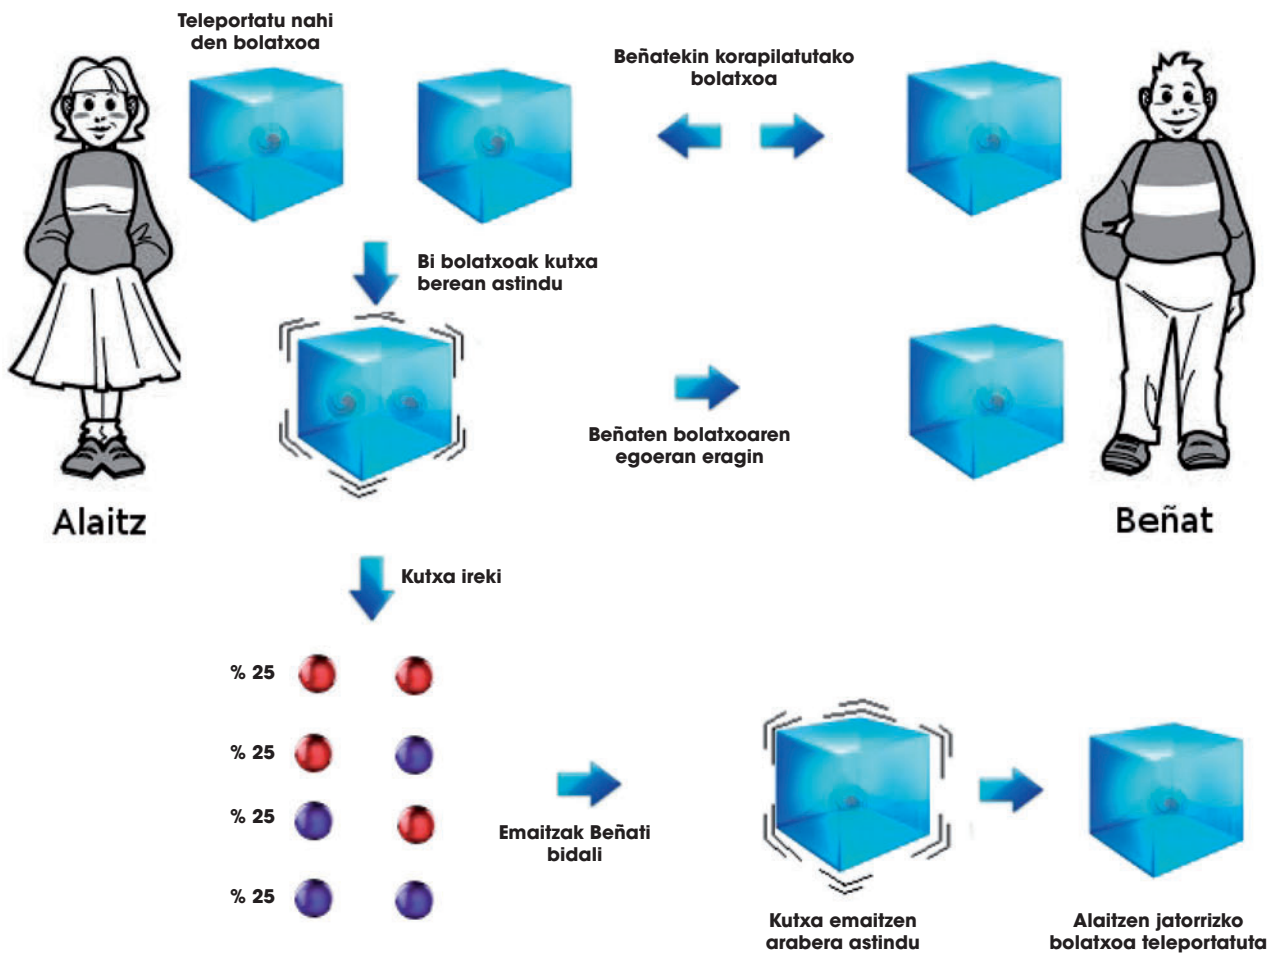 Teleportatu nahi
den bolatxoa
Beñatekin korapilatutako
bolatxoa
Bi bolatxoak kutxa
berean astindu
Beñaten bolatxoaren
egoeran eragin
Alaitz
Beñat
Kutxa ireki
% 25
% 25
% 25
% 25
Emaitzak Beñati
bidali
Kutxa emaitzen
arabera astindu
Alaitzen jatorrizko
bolatxoa teleportatuta